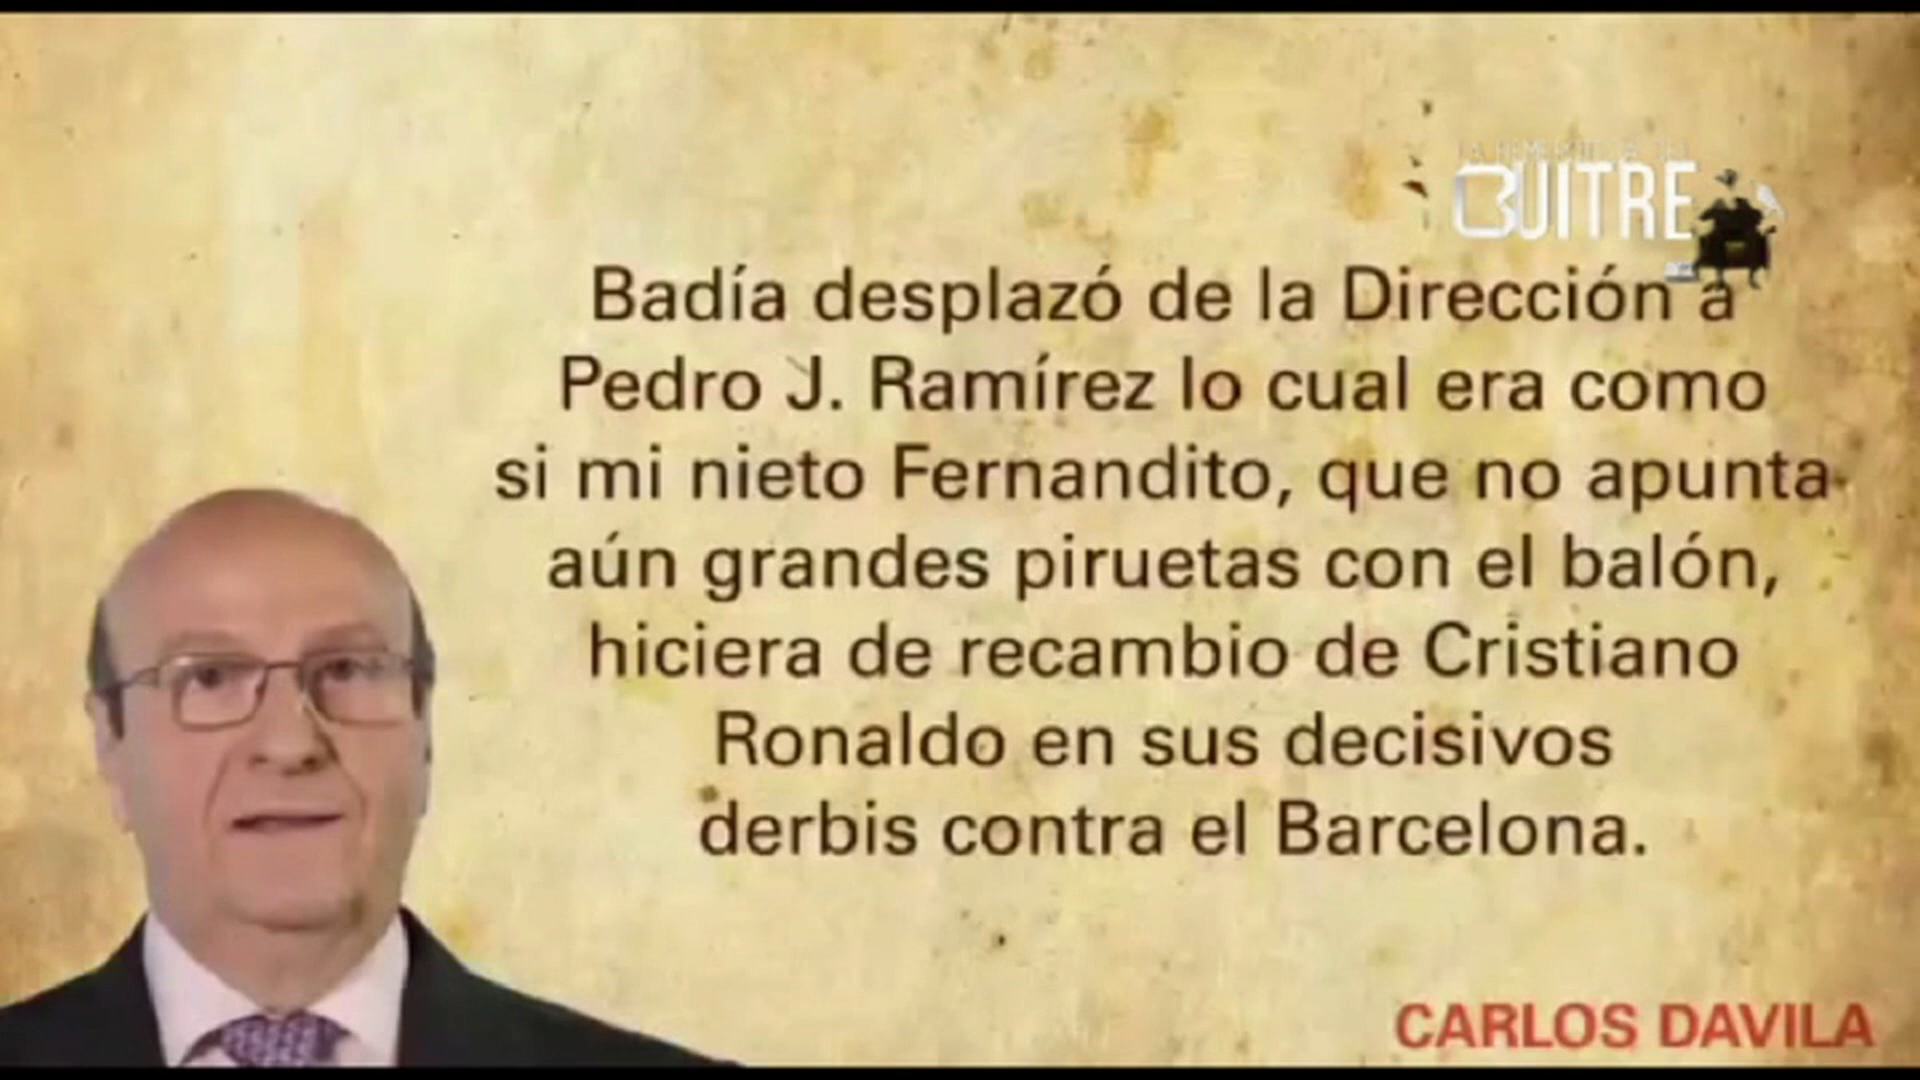 BUITRE
Badía desplazó de la Dirección a
Pedro J. Ramírez lo cual era como
si mi nieto Fernandito, que no apunta
aún grandes piruetas con el balón,
hiciera de recambio de Cristiano
Ronaldo en sus decisivos
derbis contra el Barcelona.
CARLOS DAVILA